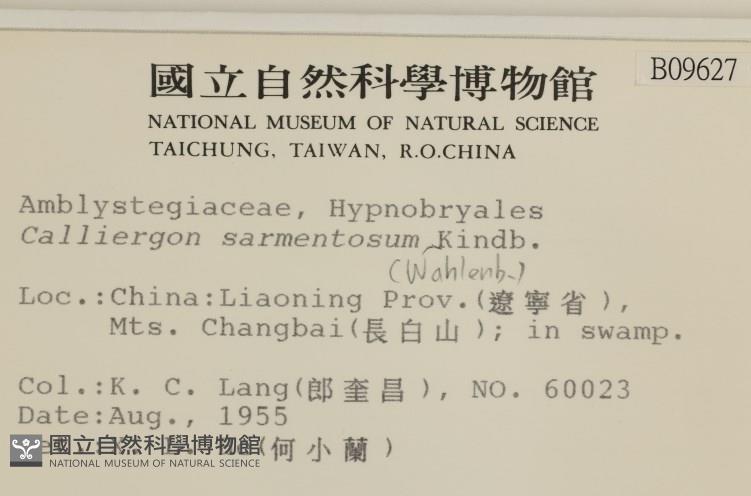 國立自然科學博物館
B09627
NATIONAL MUSEUM OF NATURAL SCIENCE
TAICHUNG, TAIWAN, R.O.CHINA
Amblystegiaceae, Hypnobryales
Calliergon sarmentosum Kindb.
(Wahlenb.)
Loc.:China:Liaoning Prov.(遼寧省),
Mts. Changbai(長白山); in swamp.
Col.:K. C. Lang(郎奎昌), NO. 60023
Date:Aug., 1955
(何小蘭)
國立自然科學博物館
NATIONAL MUSEUM OF NATURAL SCIENCE